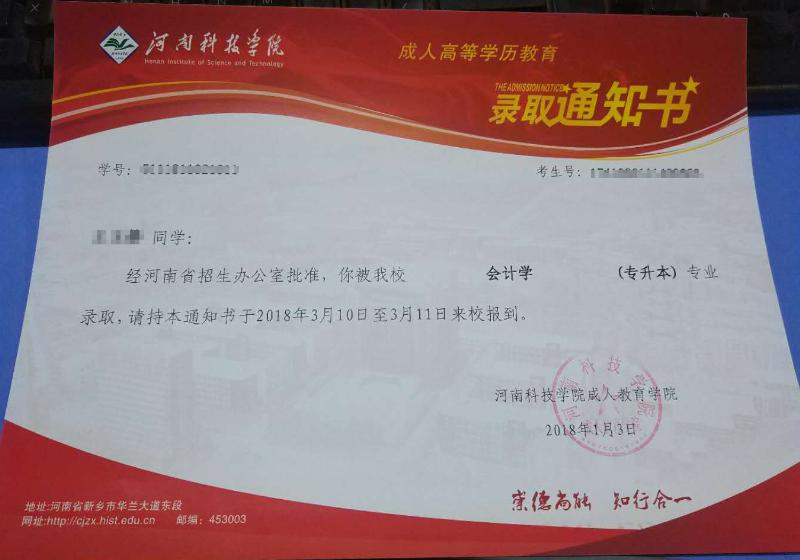 河南科技学院
Henan Institute of Science and Technology
成人高等学历教育
THE ADMISSION NOTICE
录取通知书
学号:
考生号:
同学:
经河南省招生办公室批准，你被我校 会计学 (专升本) 专业
录取，请持本通知书于2018年3月10日至3月11日来校报到。
河南科技学院成人教育学院
2018年1月3日
崇德尚能 知行合一
地址:河南省新乡市华兰大道东段
网址:http://cjzx.hist.edu.cn 邮编：453003